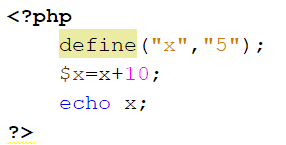 <?php
define("x","5");
$x=x+10;
echo x;
?>